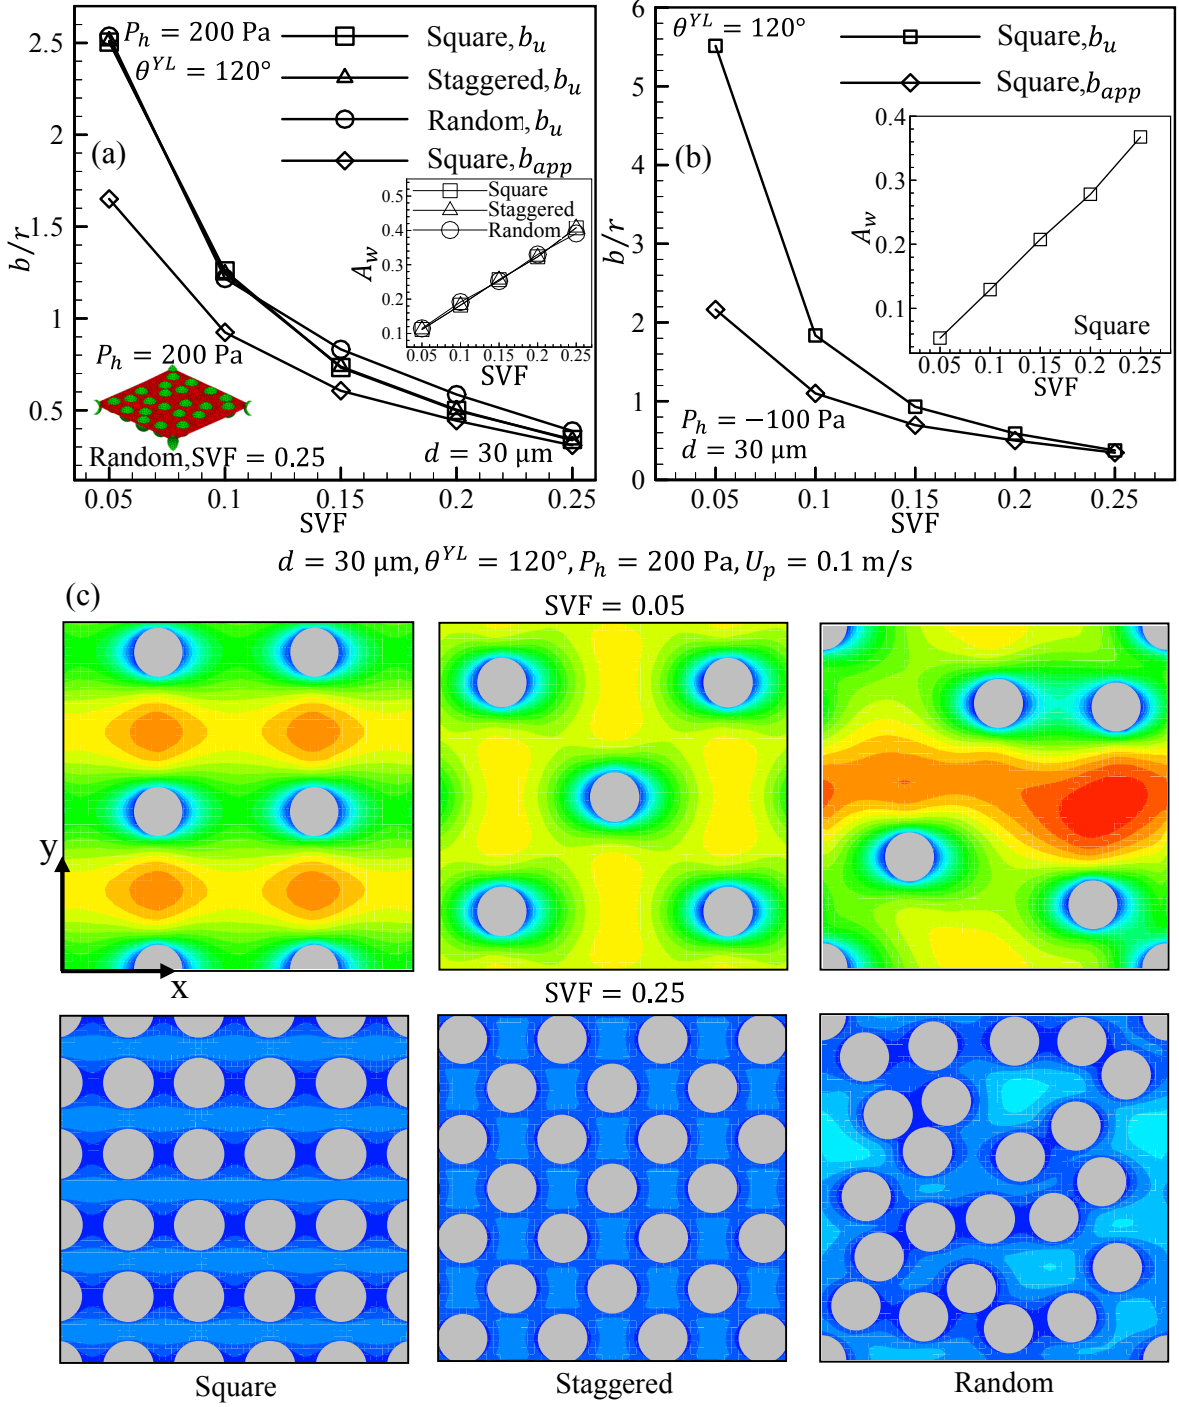 P_h = 200 Pa
θ^{YL} = 120°
Square, b_u
Staggered, b_u
Random, b_u
Square, b_{app}
(a)
2.5
2
1.5
1
0.5
b/r
0.05 0.1 0.15 0.2 0.25
SVF
Square
Staggered
Random
0.5
0.4
0.3
0.2
0.1
A_w
0.05 0.1 0.15 0.2 0.25
SVF
P_h = 200 Pa
Random, SVF = 0.25
d = 30 μm
θ^{YL} = 120°
Square, b_u
Square, b_{app}
(b)
6
5
4
3
2
1
0
b/r
0.05 0.1 0.15 0.2 0.25
SVF
0.4
0.3
0.2
0.1
A_w
Square
0.05 0.1 0.15 0.2 0.25
SVF
P_h = −100 Pa
d = 30 μm
d = 30 μm, θ^{YL} = 120°, P_h = 200 Pa, U_p = 0.1 m/s
(c)
SVF = 0.05
y
x
SVF = 0.25
Square
Staggered
Random